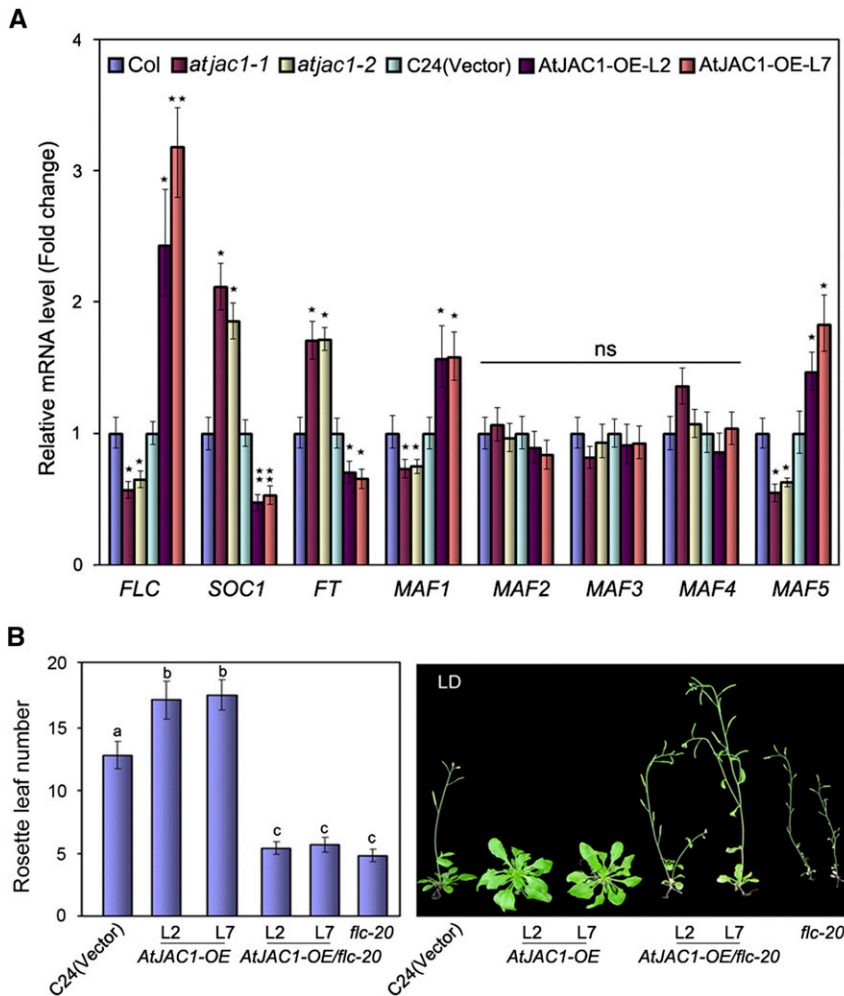 A
4
Col atjac1-1 atjac1-2 C24(Vector) AtJAC1-OE-L2 AtJAC1-OE-L7
Relative mRNA level (Fold change)
3
2
1
0
★ ★
★
★ ★
★
★
★ ★
★
★ ★
★ ★
★ ★
★
★ ★
★
★
ns
★ ★
★
★
FLC SOC1 FT MAF1 MAF2 MAF3 MAF4 MAF5
B
Rosette leaf number
20
15
10
5
0
a b b c c c
C24(Vector) L2 L7 L2 L7 flc-20
AtJAC1-OE AtJAC1-OE/flc-20
LD
C24(Vector) L2 L7 L2 L7 flc-20
AtJAC1-OE AtJAC1-OE/flc-20